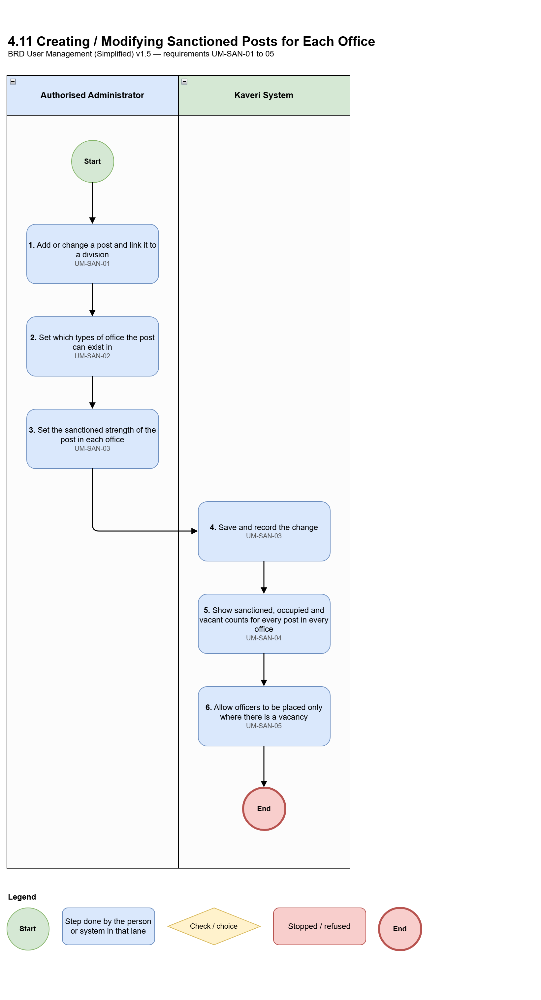 4.11 Creating / Modifying Sanctioned Posts for Each Office
BRD User Management (Simplified) v1.5 — requirements UM-SAN-01 to 05
Authorised Administrator
Kaveri System
Start
1. Add or change a post and link it to
a division
UM-SAN-01
2. Set which types of office the post
can exist in
UM-SAN-02
3. Set the sanctioned strength of the
post in each office
UM-SAN-03
4. Save and record the change
UM-SAN-03
5. Show sanctioned, occupied and
vacant counts for every post in every
office
UM-SAN-04
6. Allow officers to be placed only
where there is a vacancy
UM-SAN-05
End
Legend
Start
Step done by the person
or system in that lane
Check / choice
Stopped / refused
End